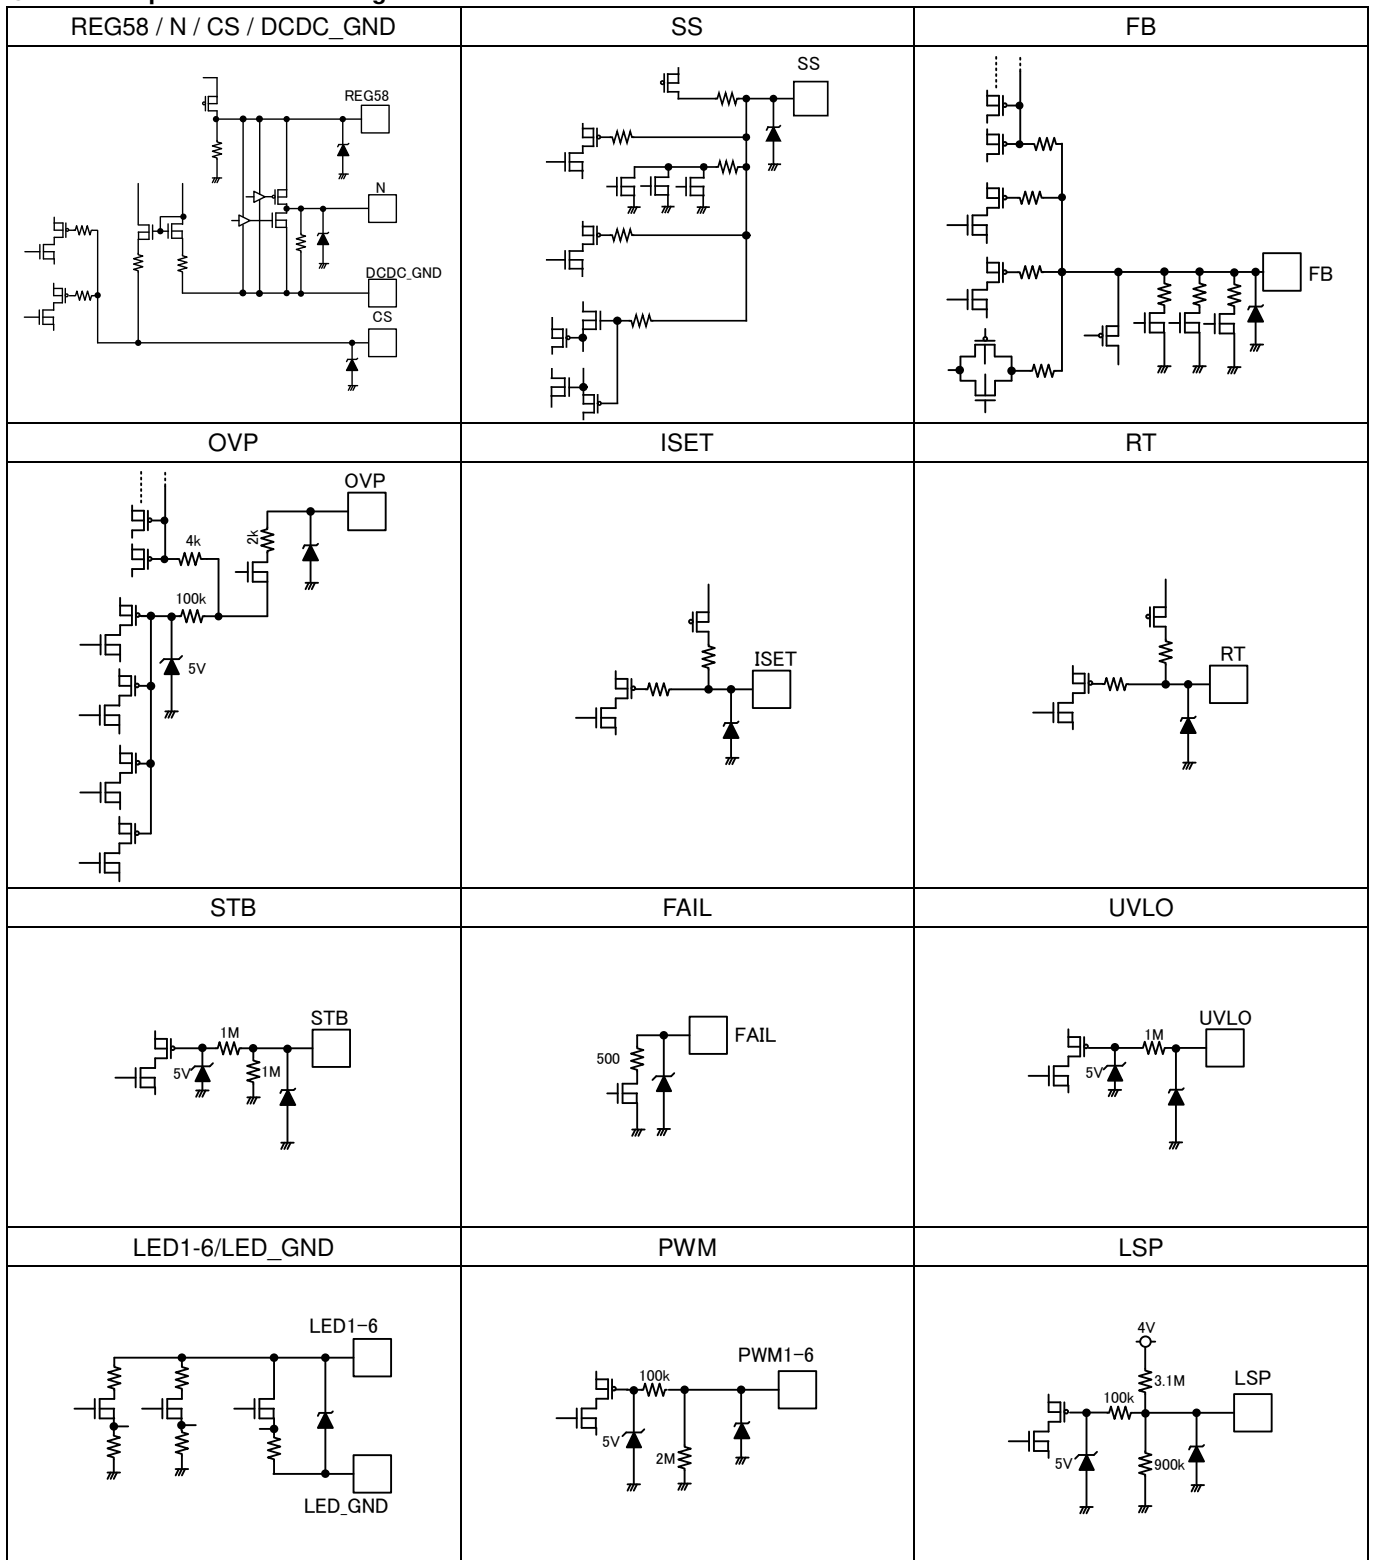 REG58 / N / CS / DCDC_GND
SS
FB
REG58
N
DCDC_GND
CS
SS
FB
OVP
ISET
RT
OVP
4k
2k
100k
5V
ISET
RT
STB
FAIL
UVLO
STB
1M
5V
1M
FAIL
500
UVLO
1M
5V
LED1-6/LED_GND
PWM
LSP
LED1-6
LED_GND
PWM1-6
100k
5V
2M
4V
3.1M
LSP
100k
5V
900k